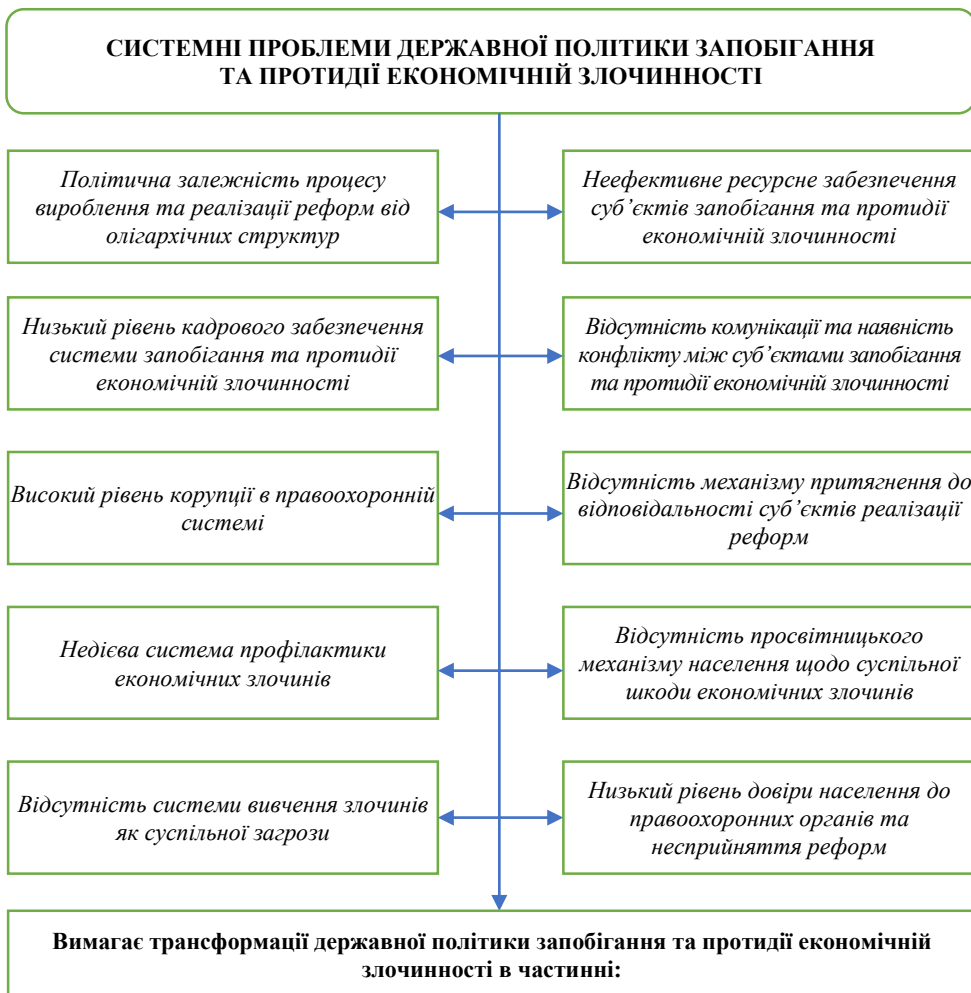 СИСТЕМНІ ПРОБЛЕМИ ДЕРЖАВНОЇ ПОЛІТИКИ ЗАПОБІГАННЯ
ТА ПРОТИДІЇ ЕКОНОМІЧНІЙ ЗЛОЧИННОСТІ
Політична залежність процесу
вироблення та реалізації реформ від
олігархічних структур
Неефективне ресурсне забезпечення
суб’єктів запобігання та протидії
економічній злочинності
Низький рівень кадрового забезпечення
системи запобігання та протидії
економічній злочинності
Відсутність комунікації та наявність
конфлікту між суб’єктами запобігання
та протидії економічній злочинності
Високий рівень корупції в правоохоронній
системі
Відсутність механізму притягнення до
відповідальності суб’єктів реалізації
реформ
Недієва система профілактики
економічних злочинів
Відсутність просвітницького
механізму населення щодо суспільної
шкоди економічних злочинів
Відсутність системи вивчення злочинів
як суспільної загрози
Низький рівень довіри населення до
правоохоронних органів та
несприйняття реформ
Вимагає трансформації державної політики запобігання та протидії економічній
злочинності в частинні: